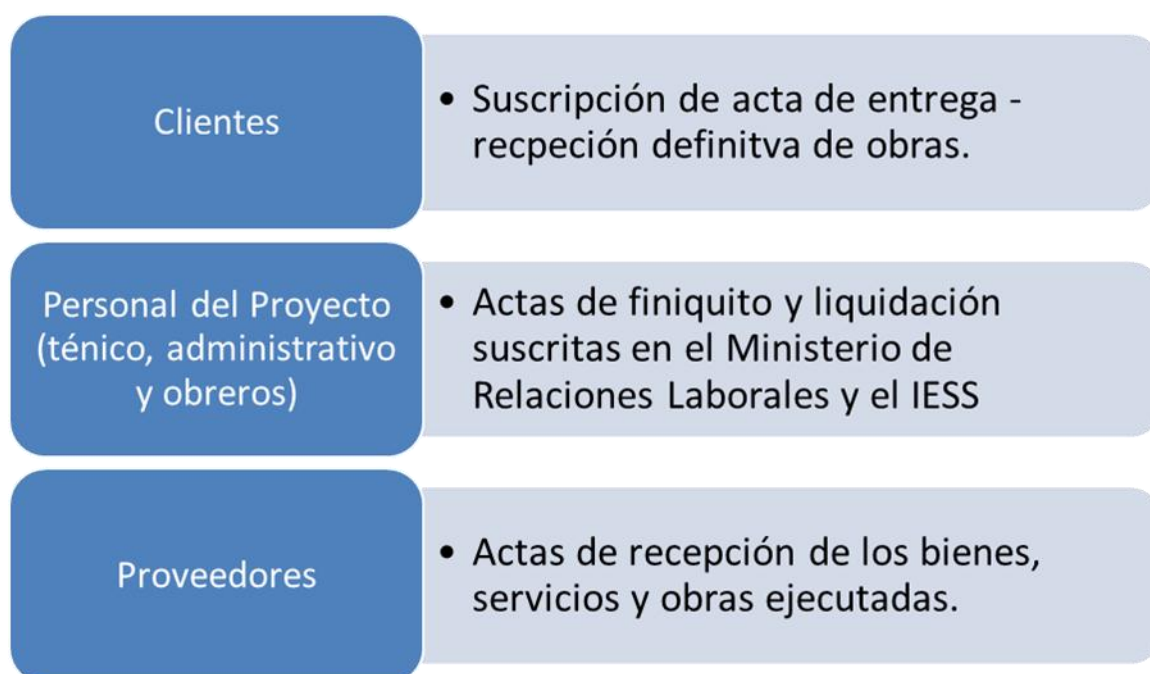 Clientes
• Suscripción de acta de entrega -
recpeción definitva de obras.
Personal del Proyecto
(ténico, administrativo
y obreros)
• Actas de finiquito y liquidación
suscritas en el Ministerio de
Relaciones Laborales y el IESS
Proveedores
• Actas de recepción de los bienes,
servicios y obras ejecutadas.